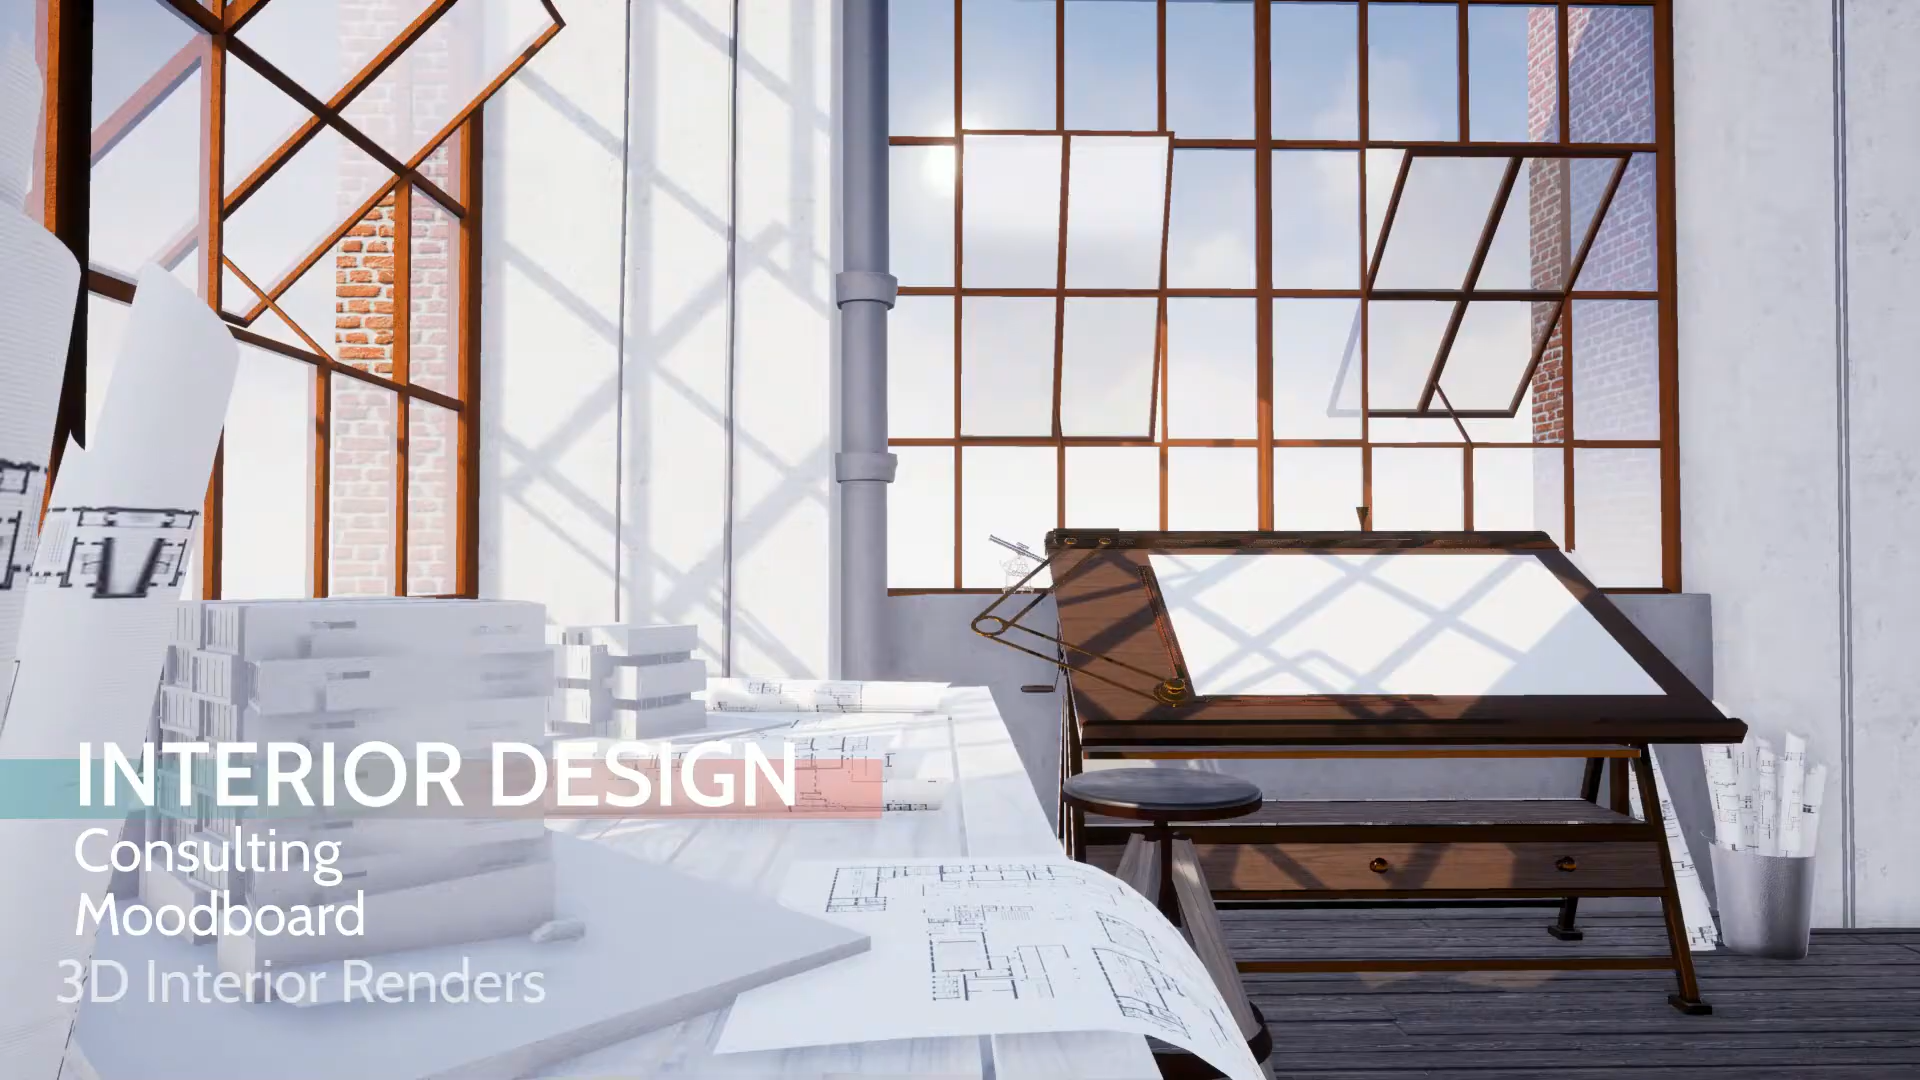 INTERIOR DESIGN
Consulting
Moodboard
3D Interior Renders